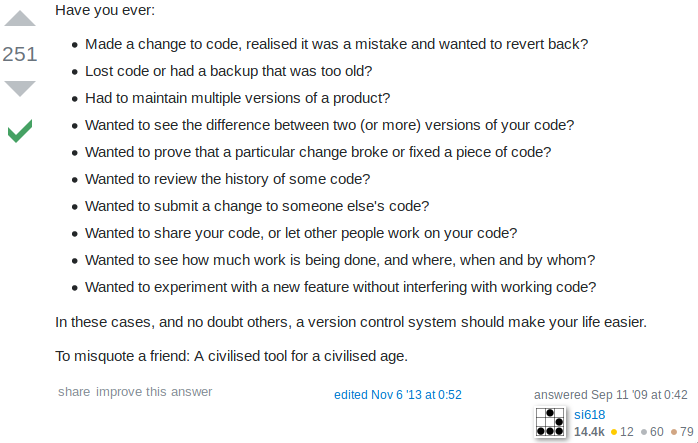 Have you ever:
251
• Made a change to code, realised it was a mistake and wanted to revert back?
• Lost code or had a backup that was too old?
• Had to maintain multiple versions of a product?
• Wanted to see the difference between two (or more) versions of your code?
• Wanted to prove that a particular change broke or fixed a piece of code?
• Wanted to review the history of some code?
• Wanted to submit a change to someone else's code?
• Wanted to share your code, or let other people work on your code?
• Wanted to see how much work is being done, and where, when and by whom?
• Wanted to experiment with a new feature without interfering with working code?
In these cases, and no doubt others, a version control system should make your life easier.
To misquote a friend: A civilised tool for a civilised age.
share improve this answer edited Nov 6 '13 at 0:52 answered Sep 11 '09 at 0:42
si618
14.4k ●12 ●60 ●79